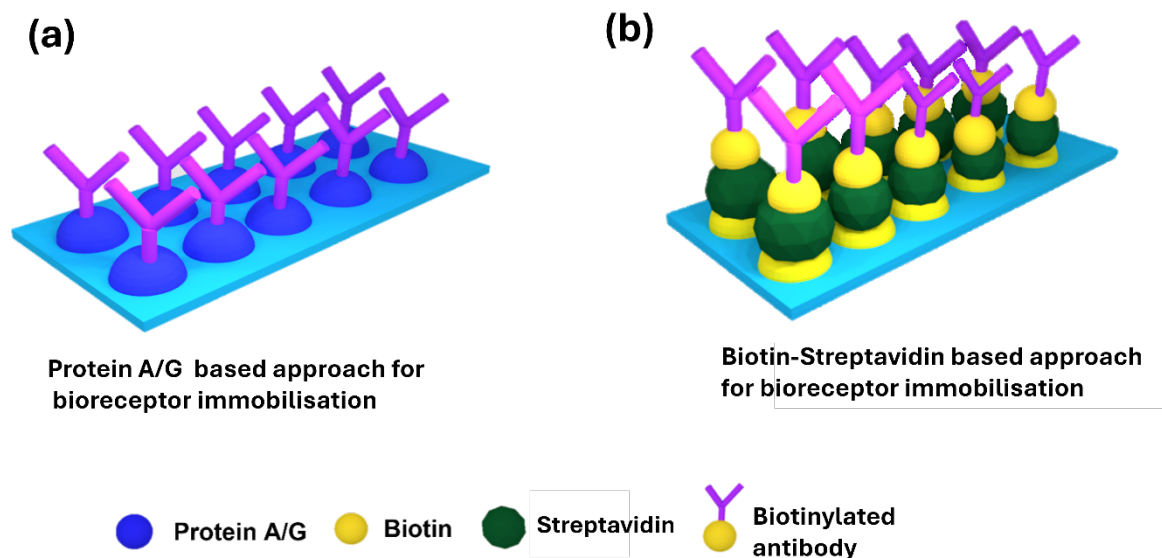 (a)
(b)
Protein A/G based approach for
bioreceptor immobilisation
Biotin-Streptavidin based approach
for bioreceptor immobilisation
Protein A/G
Biotin
Streptavidin
Biotinylated
antibody